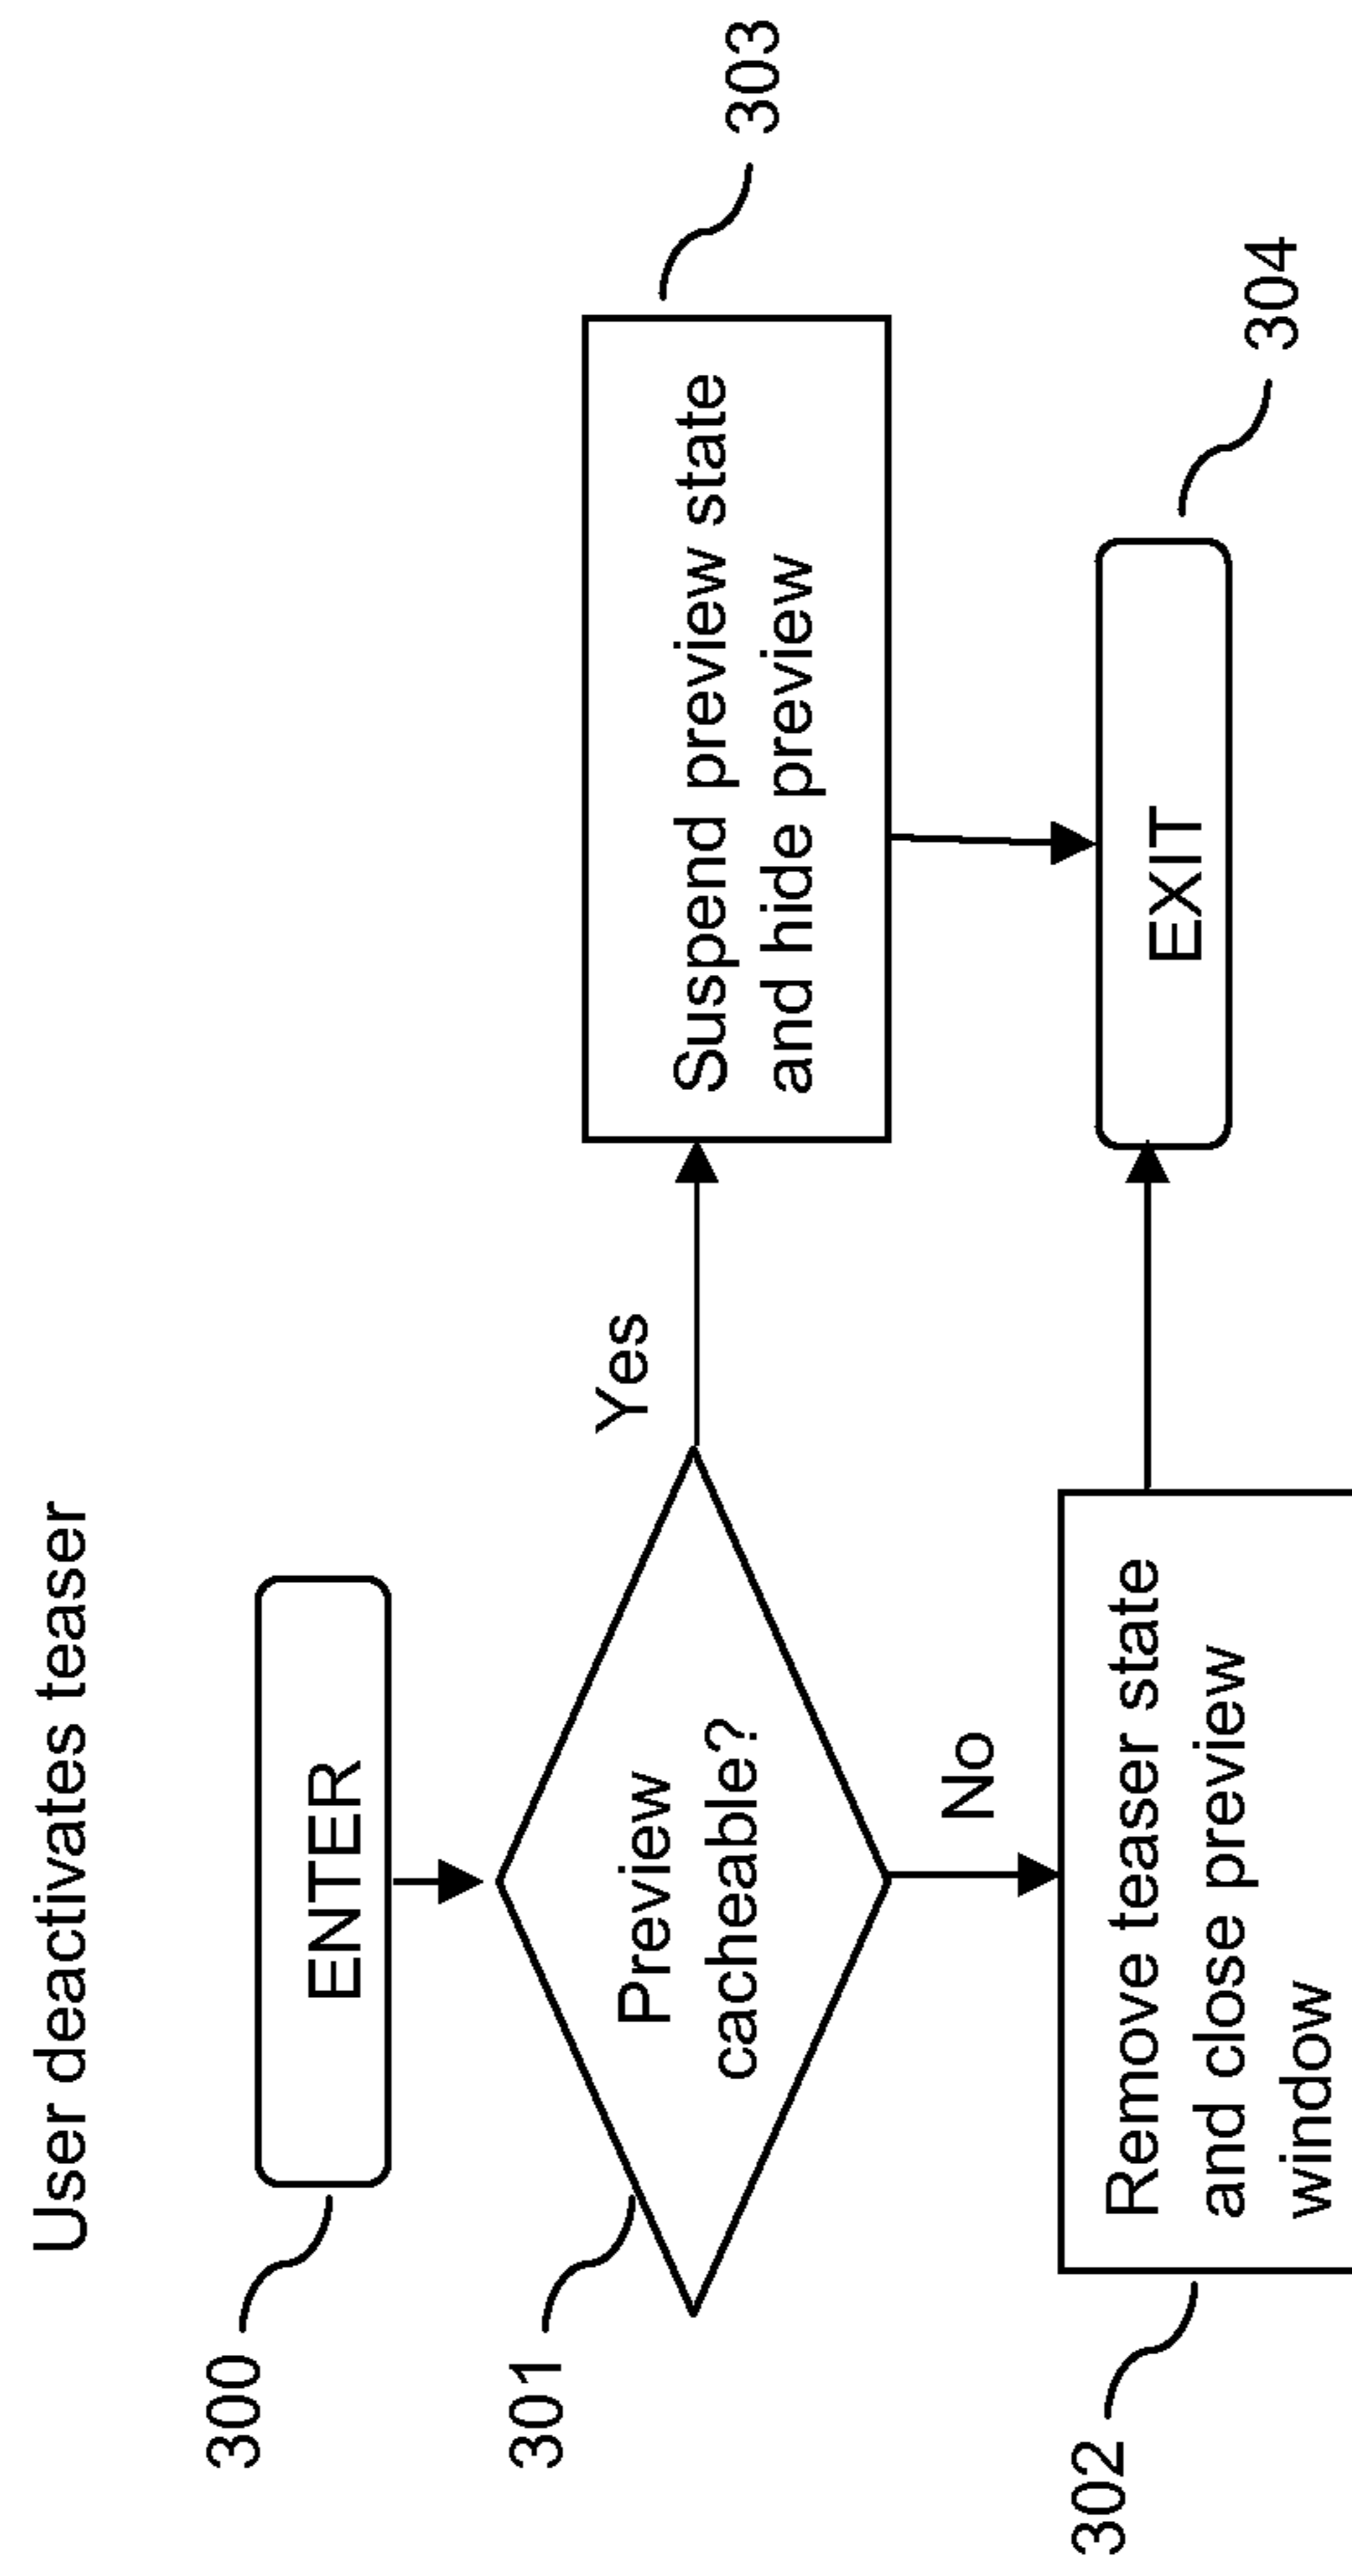 User deactivates teaser
300
ENTER
301
Preview
cacheable?
Yes
303
Suspend preview state
and hide preview
No
302
Remove teaser state
and close preview
window
304
EXIT